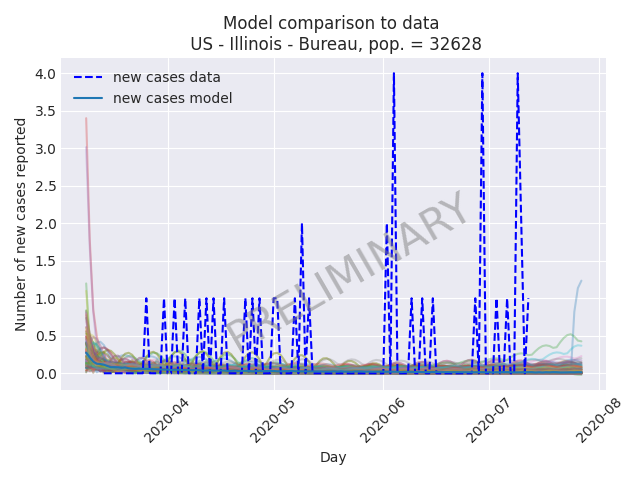 Model comparison to data
US - Illinois - Bureau, pop. = 32628
4.0
3.5
3.0
2.5
2.0
1.5
1.0
0.5
0.0
Number of new cases reported
new cases data
new cases model
PRELIMINARY
2020-04
2020-05
2020-06
2020-07
2020-08
Day